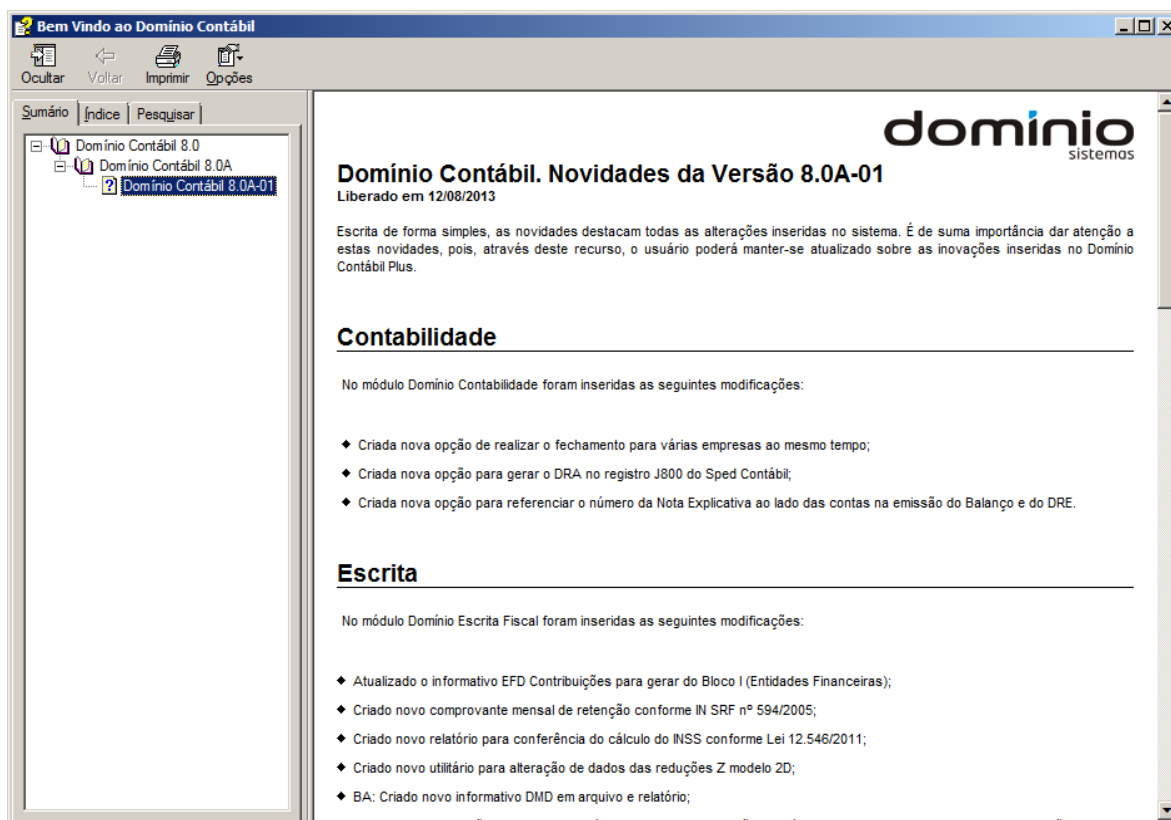 Bem Vindo ao Domínio Contábil
Ocultar Voltar Imprimir Opções
Sumário Índice Pesquisar
Domínio Contábil 8.0
Domínio Contábil 8.0A
Domínio Contábil 8.0A-01
domínio
sistemas
Domínio Contábil. Novidades da Versão 8.0A-01
Liberado em 12/08/2013
Escrita de forma simples, as novidades destacam todas as alterações inseridas no sistema. É de suma importância dar atenção a
estas novidades, pois, através deste recurso, o usuário poderá manter-se atualizado sobre as inovações inseridas no Domínio
Contábil Plus.
Contabilidade
No módulo Domínio Contabilidade foram inseridas as seguintes modificações:
Criada nova opção de realizar o fechamento para várias empresas ao mesmo tempo;
Criada nova opção para gerar o DRA no registro J800 do Sped Contábil;
Criada nova opção para referenciar o número da Nota Explicativa ao lado das contas na emissão do Balanço e do DRE.
Escrita
No módulo Domínio Escrita Fiscal foram inseridas as seguintes modificações:
Atualizado o informativo EFD Contribuições para gerar do Bloco I (Entidades Financeiras);
Criado novo comprovante mensal de retenção conforme IN SRF nº 594/2005;
Criado novo relatório para conferência do cálculo do INSS conforme Lei 12.546/2011;
Criado novo utilitário para alteração de dados das reduções Z modelo 2D;
BA: Criado novo informativo DMD em arquivo e relatório;